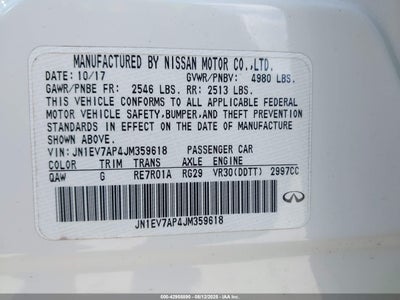 MANUFACTURED BY NISSAN MOTOR CO.,LTD.
DATE: 10/17 GVWR/PNBV: 4980 LBS.
GAWR/PNBE FR: 2546 LBS. RR: 2513 LBS.
THIS VEHICLE CONFORMS TO ALL APPLICABLE FEDERAL
MOTOR VEHICLE SAFETY,BUMPER,AND THEFT PREVENTION
STANDARDS IN EFFECT ON THE DATE OF MANUFACTURE
SHOWN ABOVE.
VIN:JN1EV7AP4JM359618 PASSENGER CAR
COLOR TRIM TRANS AXLE ENGINE
QAW G RE7R01A RG29 VR30(DDTT) 2997CC
JN1EV7AP4JM359618